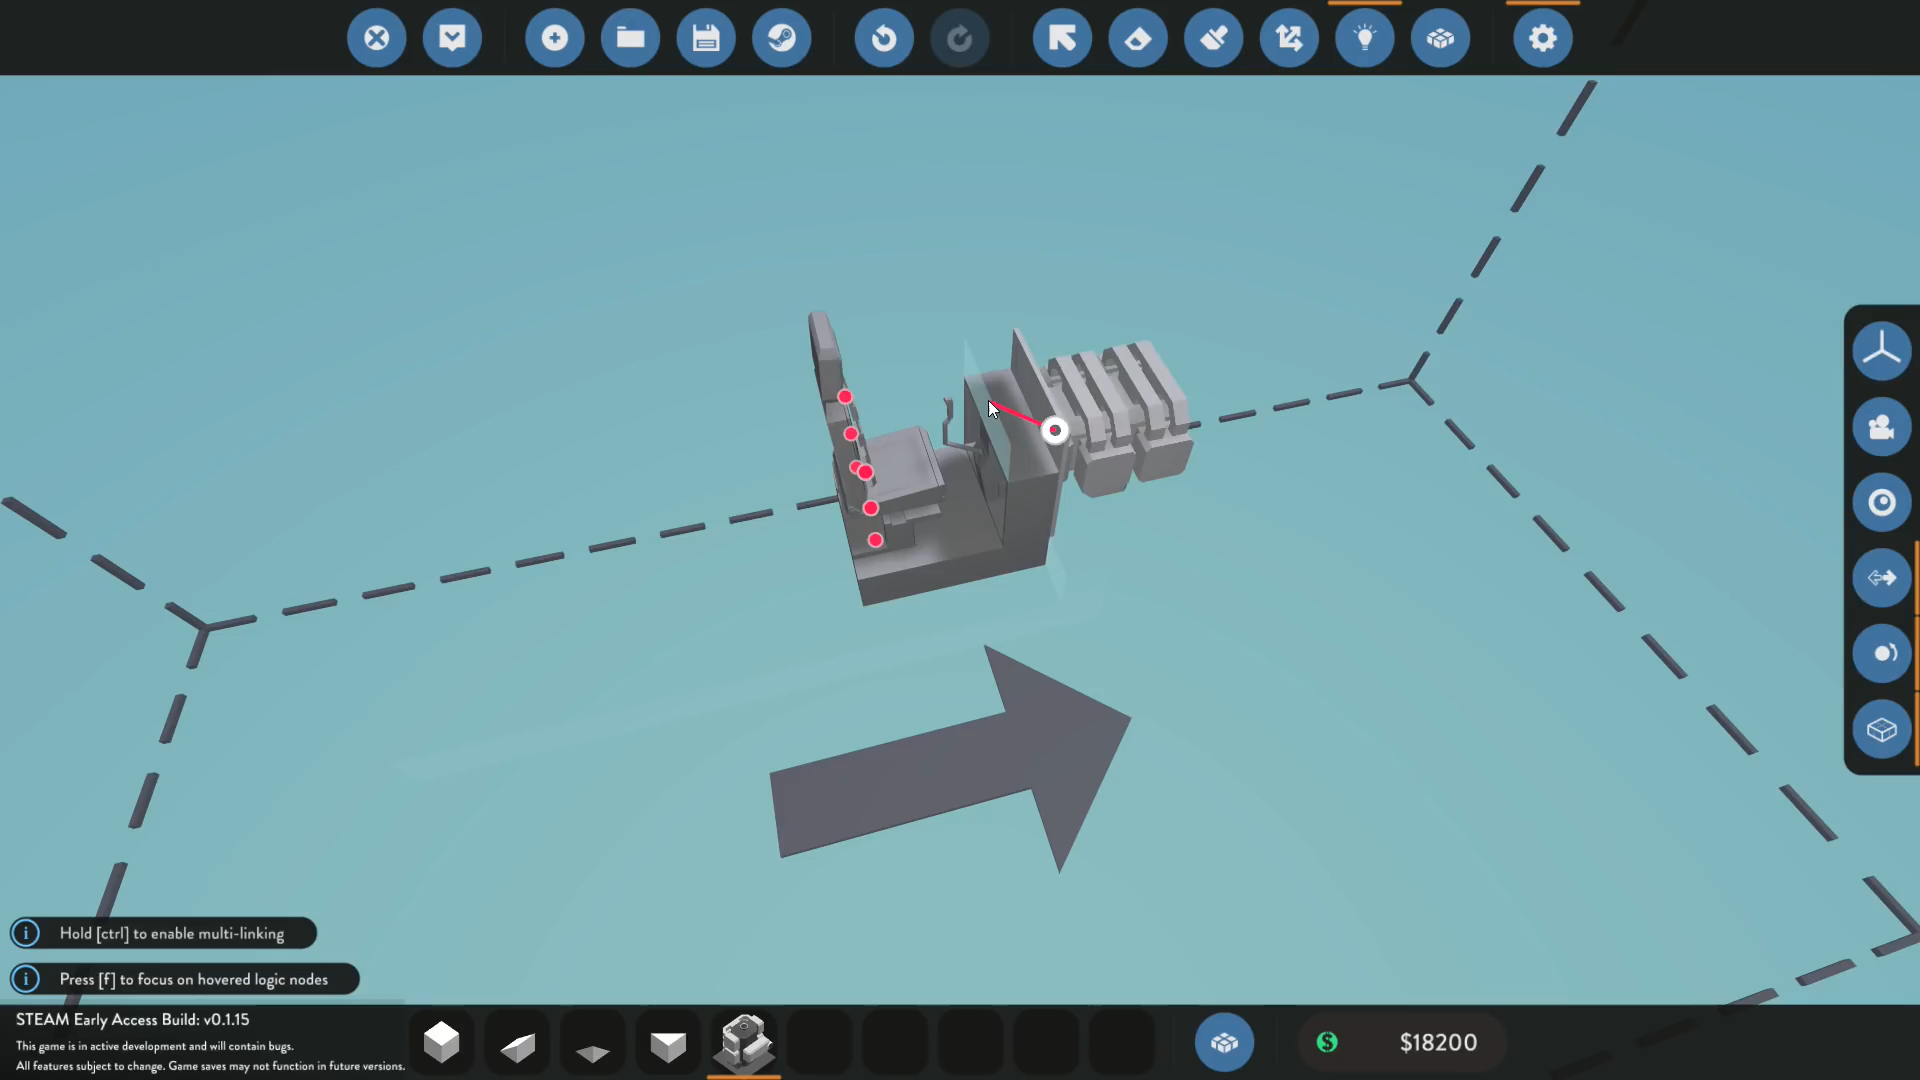 Hold [ctrl] to enable multi-linking
Press [f] to focus on hovered logic nodes
STEAM Early Access Build: v0.1.15
This game is in active development and will contain bugs.
All features subject to change. Game saves may not function in future versions.
$18200